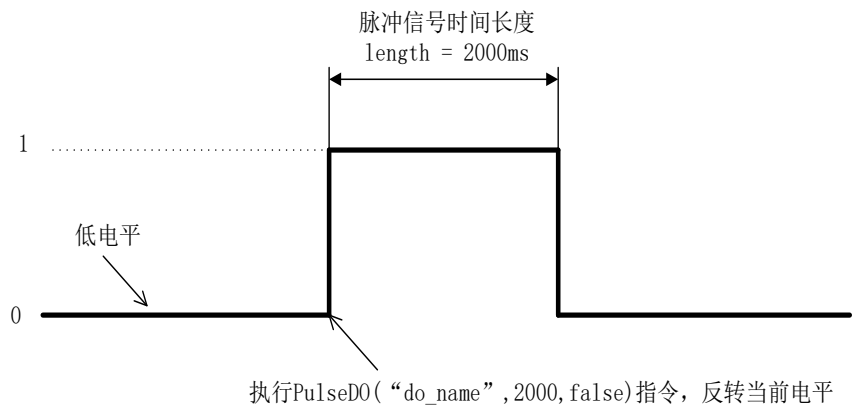 脉冲信号时间长度
length = 2000ms
1
低电平
0
执行PulseDO(“do_name”,2000,false)指令，反转当前电平